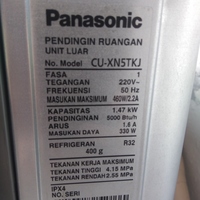 Panasonic
PENDINGIN RUANGAN
UNIT LUAR
No. Model CU-XN5TKJ
FASA 1
TEGANGAN 220V~
FREKUENSI 50 Hz
MASUKAN MAKSIMUM 460W/2.2A
KAPASITAS 1,47 kW
PENDINGINAN 5000 Btu/h
ARUS 1.6 A
MASUKAN DAYA 330 W
REFRIGERAN R32
400 g
TEKANAN KERJA MAKSIMUM
TEKANAN TINGGI 4.15 MPa
TEKANAN RENDAH 2.55 MPa
IPX4
NO. SERI